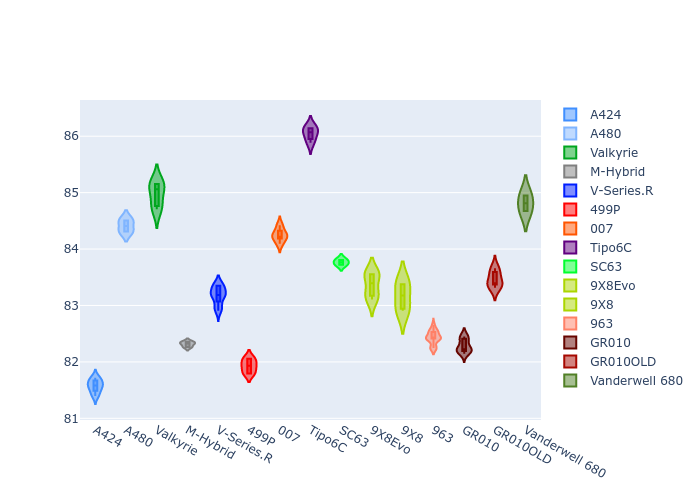 86
85
84
83
82
81
A424
A480
Valkyrie
M-Hybrid
V-Series.R
499P
007
Tipo6C
SC63
9X8Evo
9X8
963
GR010
GR010OLD
Vanderwell 680
A424
A480
Valkyrie
M-Hybrid
V-Series.R
499P
007
Tipo6C
SC63
9X8Evo
9X8
963
GR010
GR010OLD
Vanderwell 680